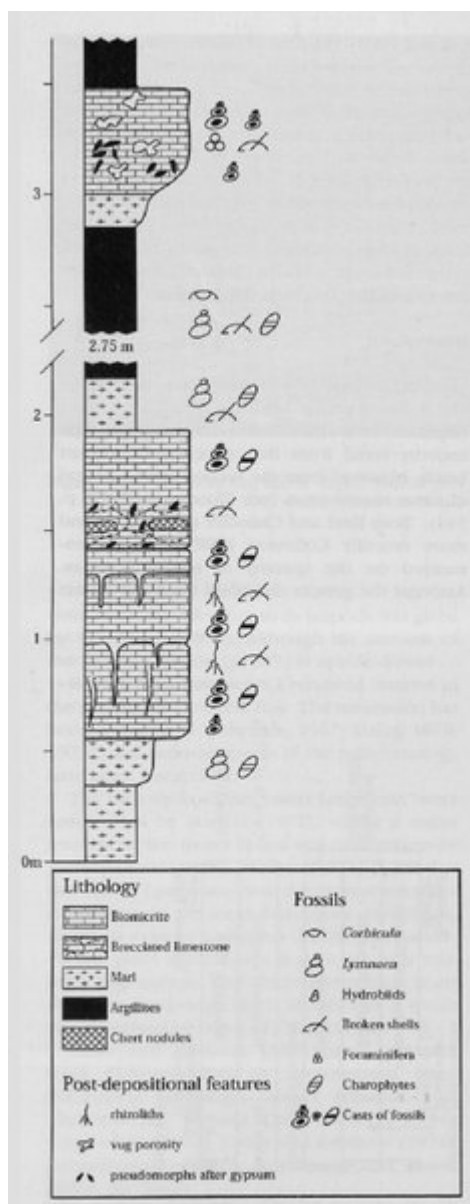 3
2.75 m
2
1
0m
Lithology
Biomicrite
Brecciated limestone
Marl
Argillites
Chert nodules
Post-depositional features
rhizoliths
vug porosity
pseudomorphs after gypsum
Fossils
Corbicula
Lymnaea
Hydrobiids
Broken shells
Foraminifera
Charophytes
Casts of fossils